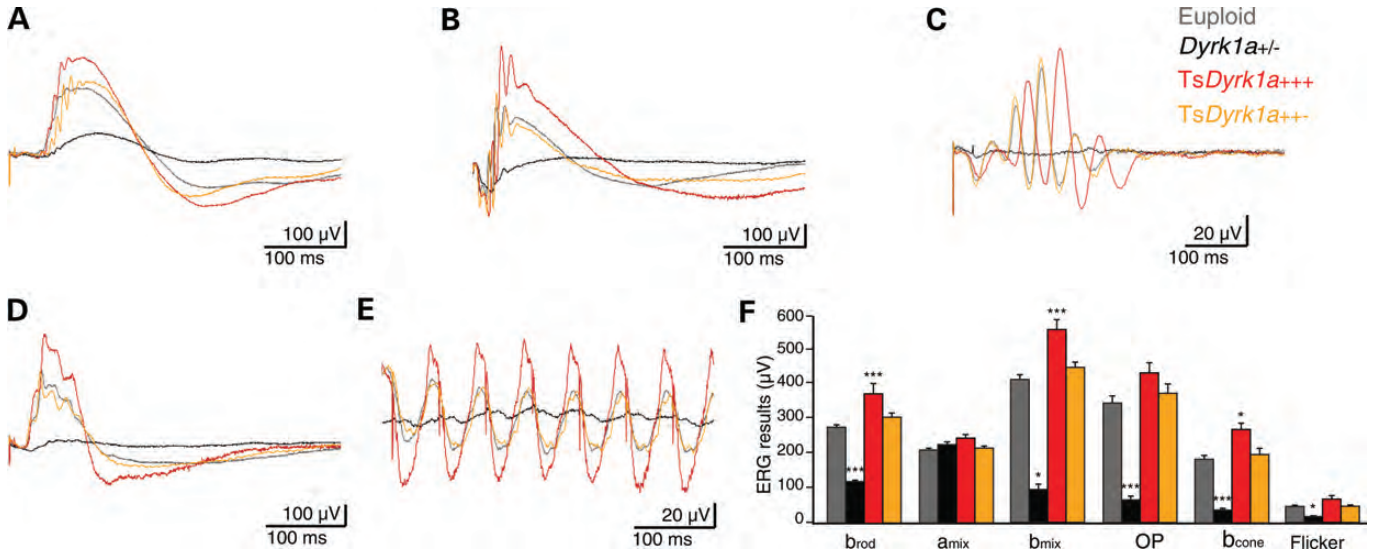 A
B
C
Euploid
Dyrk1a+/-
TsDyrk1a+++
TsDyrk1a++-
100 µV
100 ms
100 µV
100 ms
20 µV
100 ms
D
E
F
100 µV
100 ms
20 µV
100 ms
ERG results (µV)
600
500
400
300
200
100
0
***
***
***
*
***
*
***
*
brod
amix
bmix
OP
bcone
Flicker